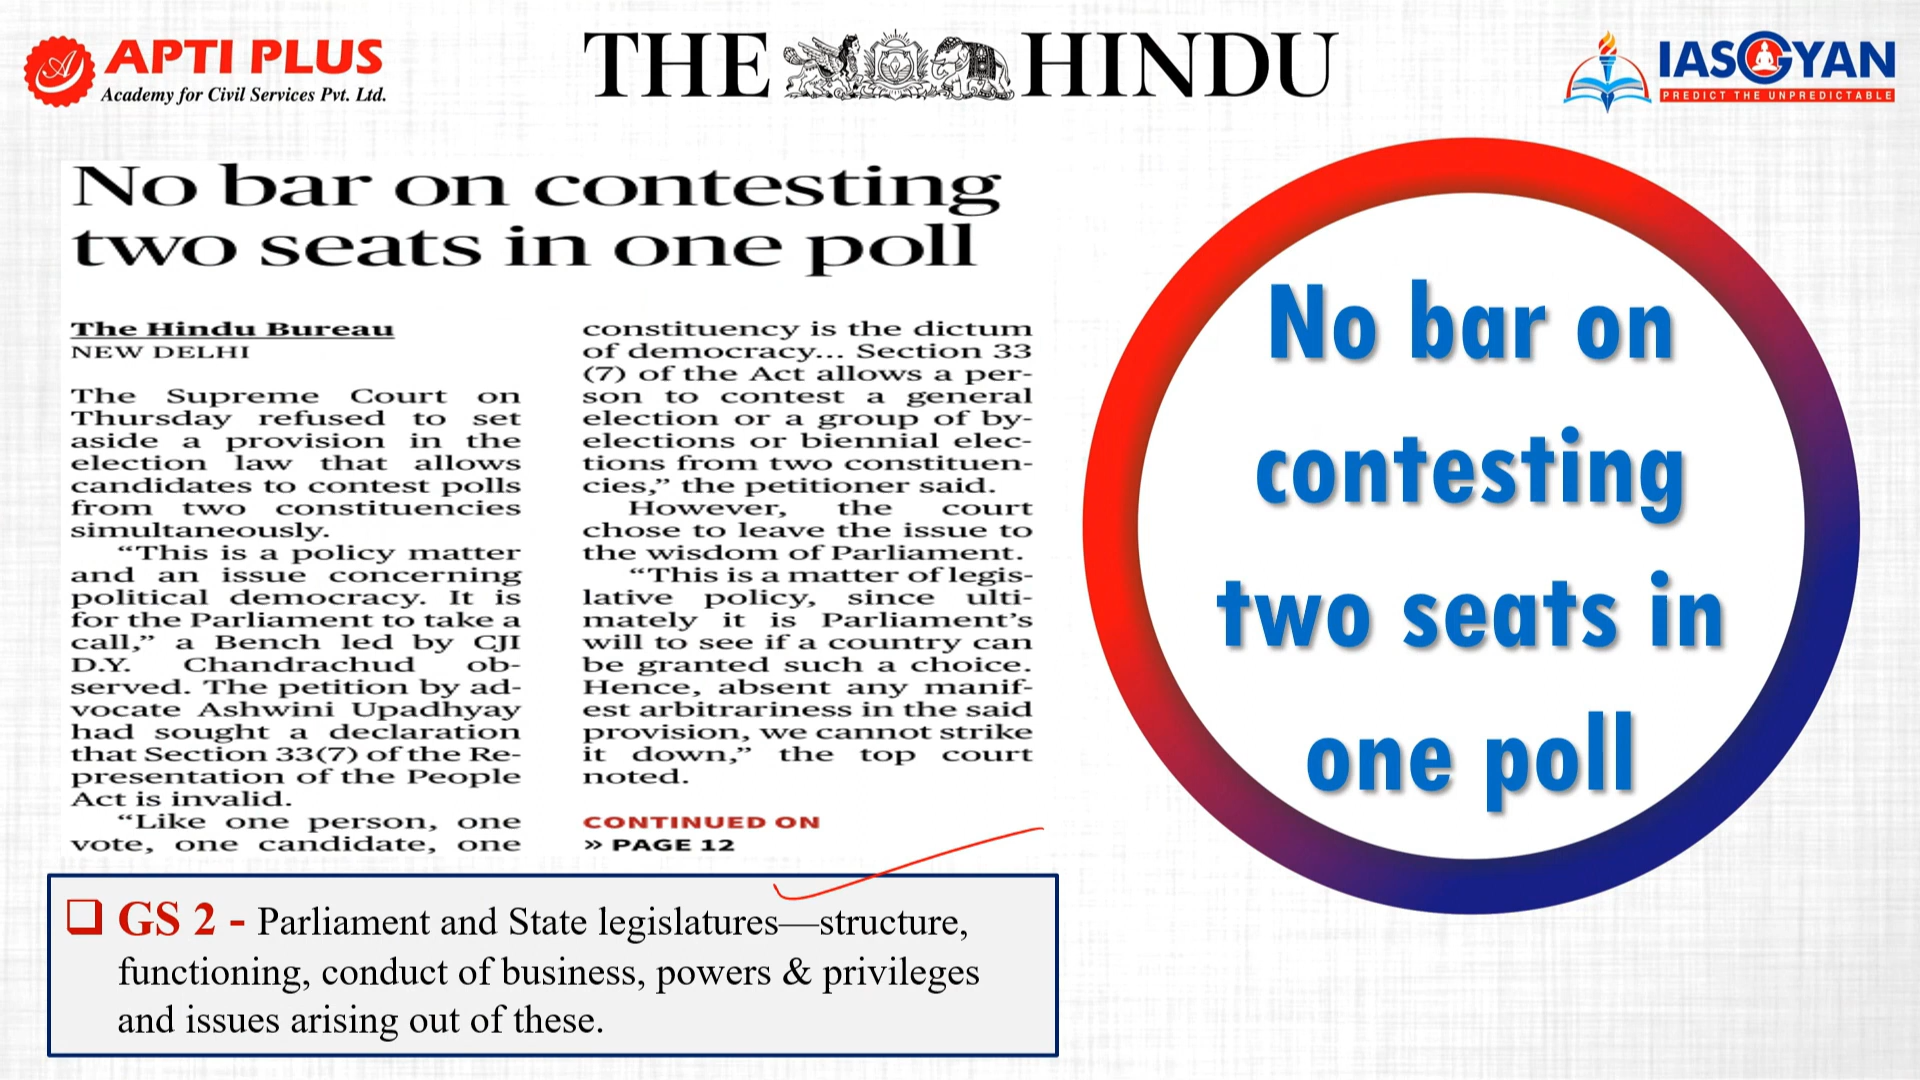 APTI PLUS
Academy for Civil Services Pvt. Ltd.
THE HINDU
IASGYAN
PREDICT THE UNPREDICTABLE
No bar on contesting
two seats in one poll
The Hindu Bureau
NEW DELHI
The Supreme Court on
Thursday refused to set
aside a provision in the
election law that allows
candidates to contest polls
from two constituencies
simultaneously.
“This is a policy matter
and an issue concerning
political democracy. It is
for the Parliament to take a
call,” a Bench led by CJI
D.Y. Chandrachud ob-
served. The petition by ad-
vocate Ashwini Upadhyay
had sought a declaration
that Section 33(7) of the Re-
presentation of the People
Act is invalid.
“Like one person, one
vote, one candidate, one
constituency is the dictum
of democracy... Section 33
(7) of the Act allows a per-
son to contest a general
election or a group of by-
elections or biennial elec-
tions from two constituen-
cies,” the petitioner said.
However, the court
chose to leave the issue to
the wisdom of Parliament.
“This is a matter of legis-
lative policy, since ulti-
mately it is Parliament’s
will to see if a country can
be granted such a choice.
Hence, absent any manif-
est arbitrariness in the said
provision, we cannot strike
it down,” the top court
noted.
CONTINUED ON
» PAGE 12
No bar on
contesting
two seats in
one poll
❑ GS 2 - Parliament and State legislatures—structure,
functioning, conduct of business, powers & privileges
and issues arising out of these.